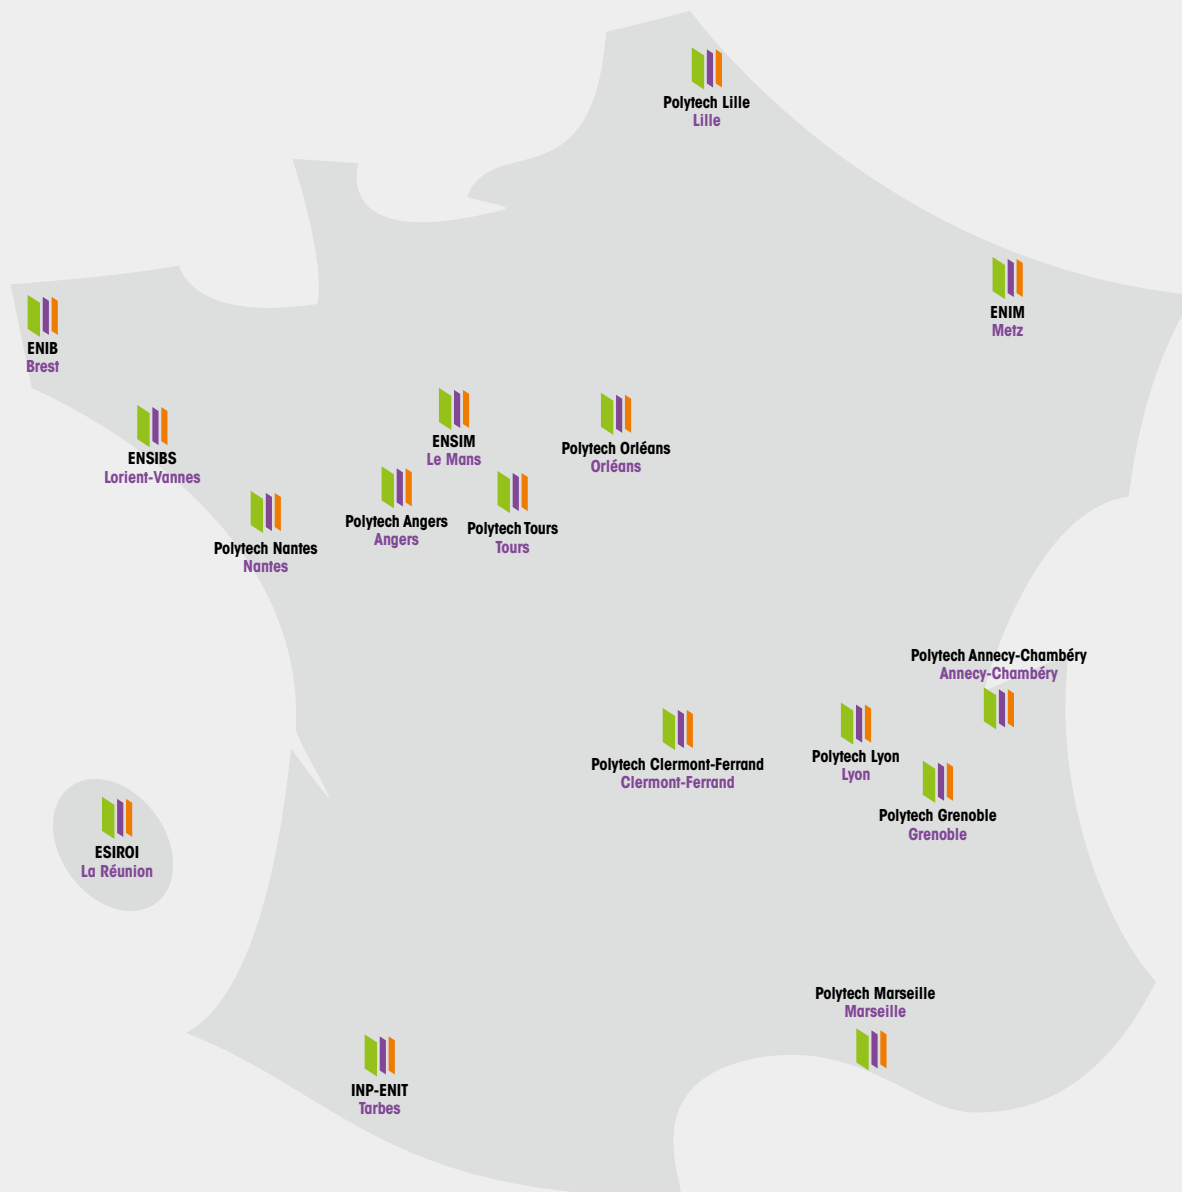 Polytech Lille
Lille
ENIM
Metz
ENIB
Brest
ENSIM
Le Mans
Polytech Orléans
Orléans
ENSIBS
Lorient-Vannes
Polytech Angers
Angers
Polytech Tours
Tours
Polytech Nantes
Nantes
Polytech Annecy-Chambéry
Annecy-Chambéry
Polytech Clermont-Ferrand
Clermont-Ferrand
Polytech Lyon
Lyon
Polytech Grenoble
Grenoble
ESIROI
La Réunion
Polytech Marseille
Marseille
INP-ENIT
Tarbes